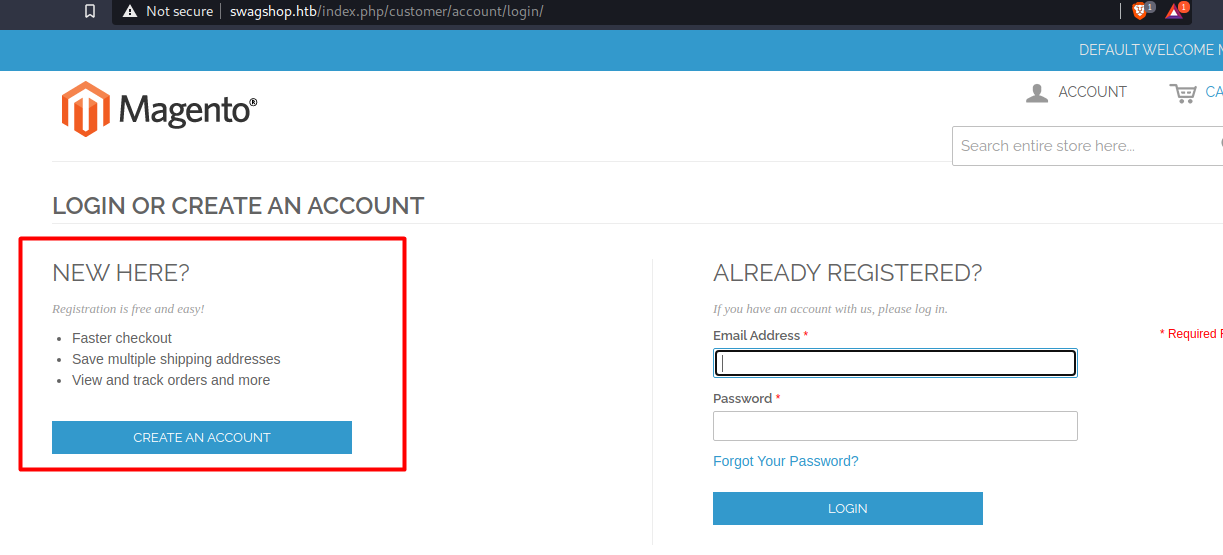 Not secure swagshop.htb/index.php/customer/account/login/ 1 1
DEFAULT WELCOME M
Magento®
ACCOUNT CA
Search entire store here...
LOGIN OR CREATE AN ACCOUNT
NEW HERE?
Registration is free and easy!
• Faster checkout
• Save multiple shipping addresses
• View and track orders and more
CREATE AN ACCOUNT
ALREADY REGISTERED?
If you have an account with us, please log in.
Email Address *
* Required F
Password *
Forgot Your Password?
LOGIN